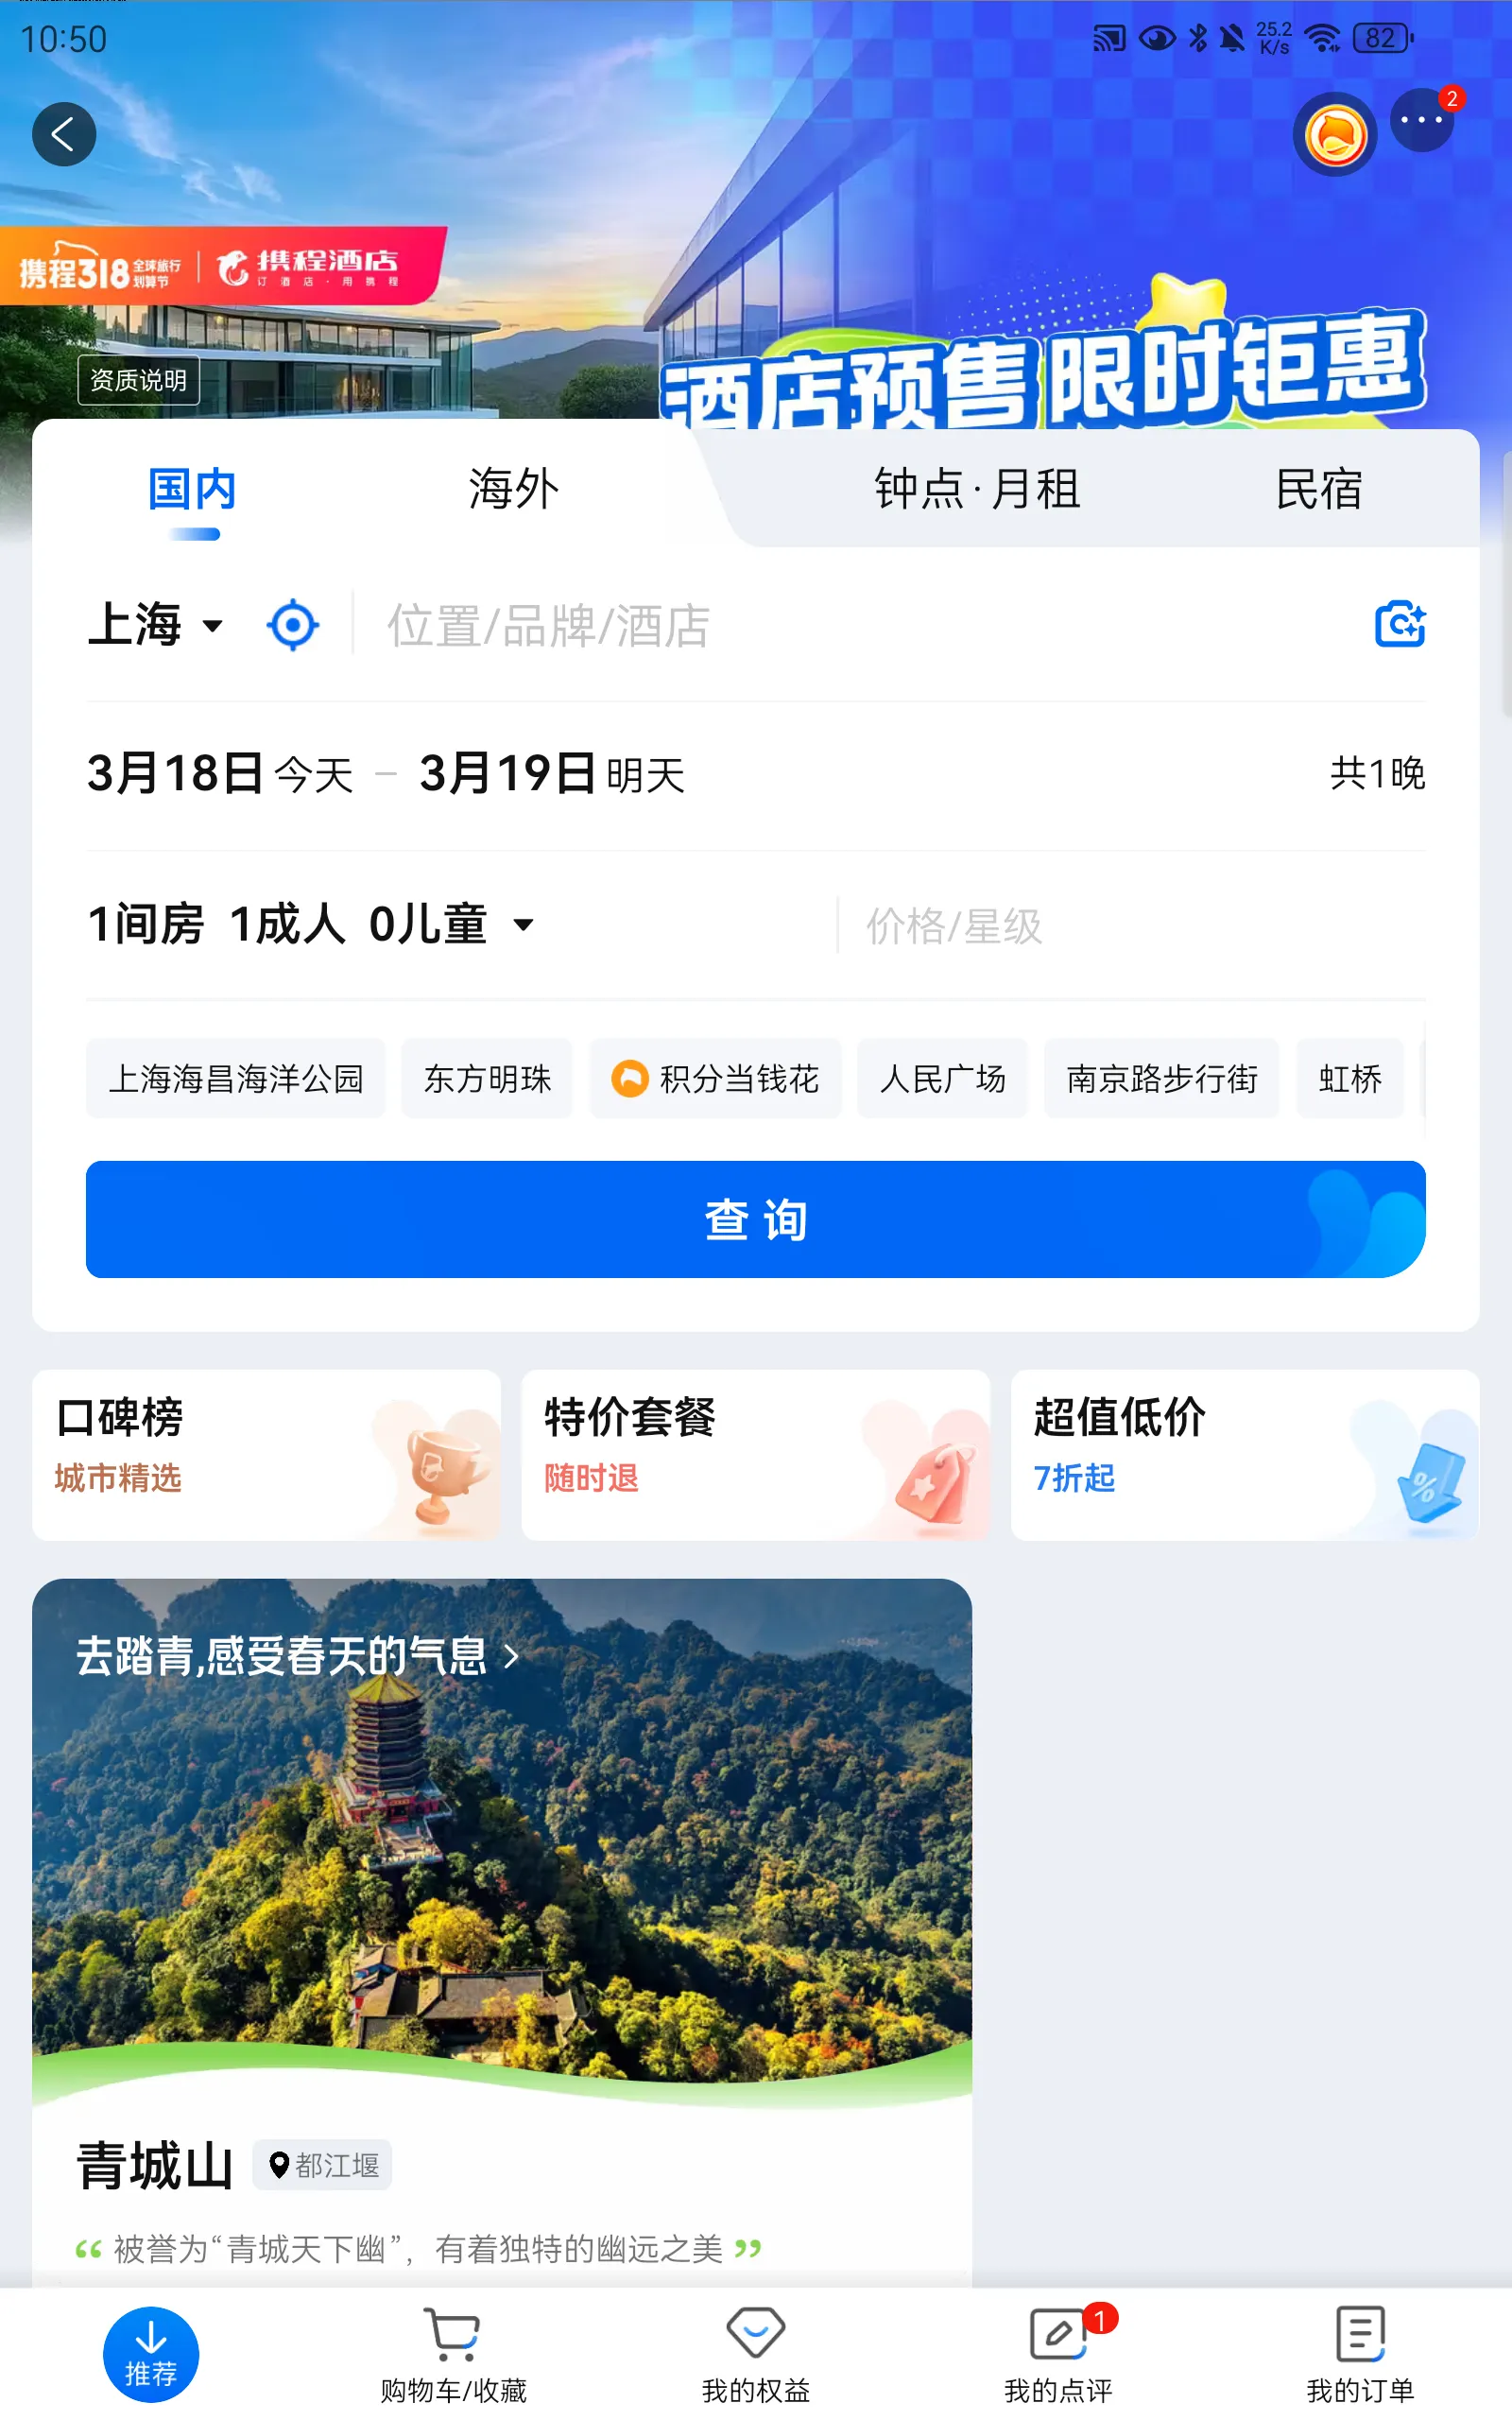 10:50
25.2
K/s
82
2
携程318 全球旅行划算节
携程酒店
订酒店·用携程
资质说明
酒店预售 限时钜惠
国内 海外 钟点·月租 民宿
上海 位置/品牌/酒店
3月18日 今天 – 3月19日 明天 共1晚
1间房 1成人 0儿童 价格/星级
上海海昌海洋公园 东方明珠 积分当钱花 人民广场 南京路步行街 虹桥
查询
口碑榜 特价套餐 超值低价
城市精选 随时退 7折起
去踏青,感受春天的气息 >
青城山 都江堰
“ 被誉为“青城天下幽”，有着独特的幽远之美 ”
1
推荐 购物车/收藏 我的权益 我的点评 我的订单